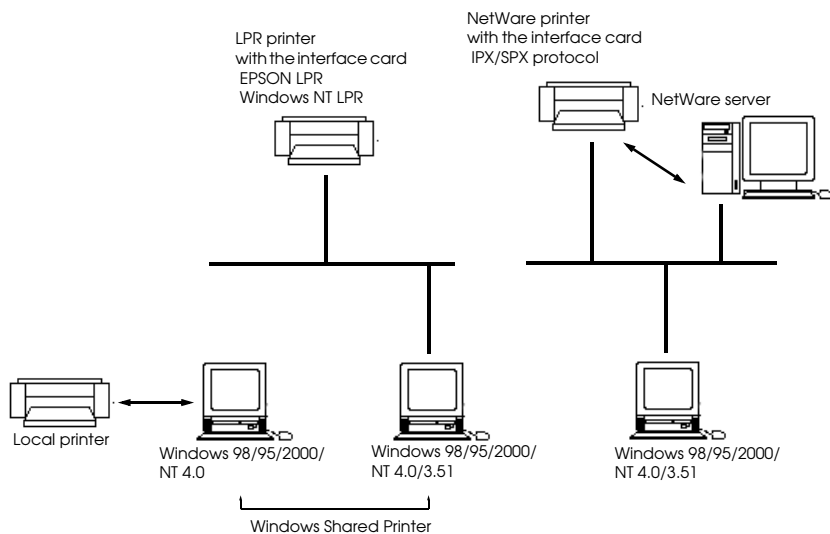 LPR printer
with the interface card
EPSON LPR
Windows NT LPR
NetWare printer
with the interface card
IPX/SPX protocol
NetWare server
Local printer
Windows 98/95/2000/
NT 4.0
Windows 98/95/2000/
NT 4.0/3.51
Windows 98/95/2000/
NT 4.0/3.51
Windows Shared Printer